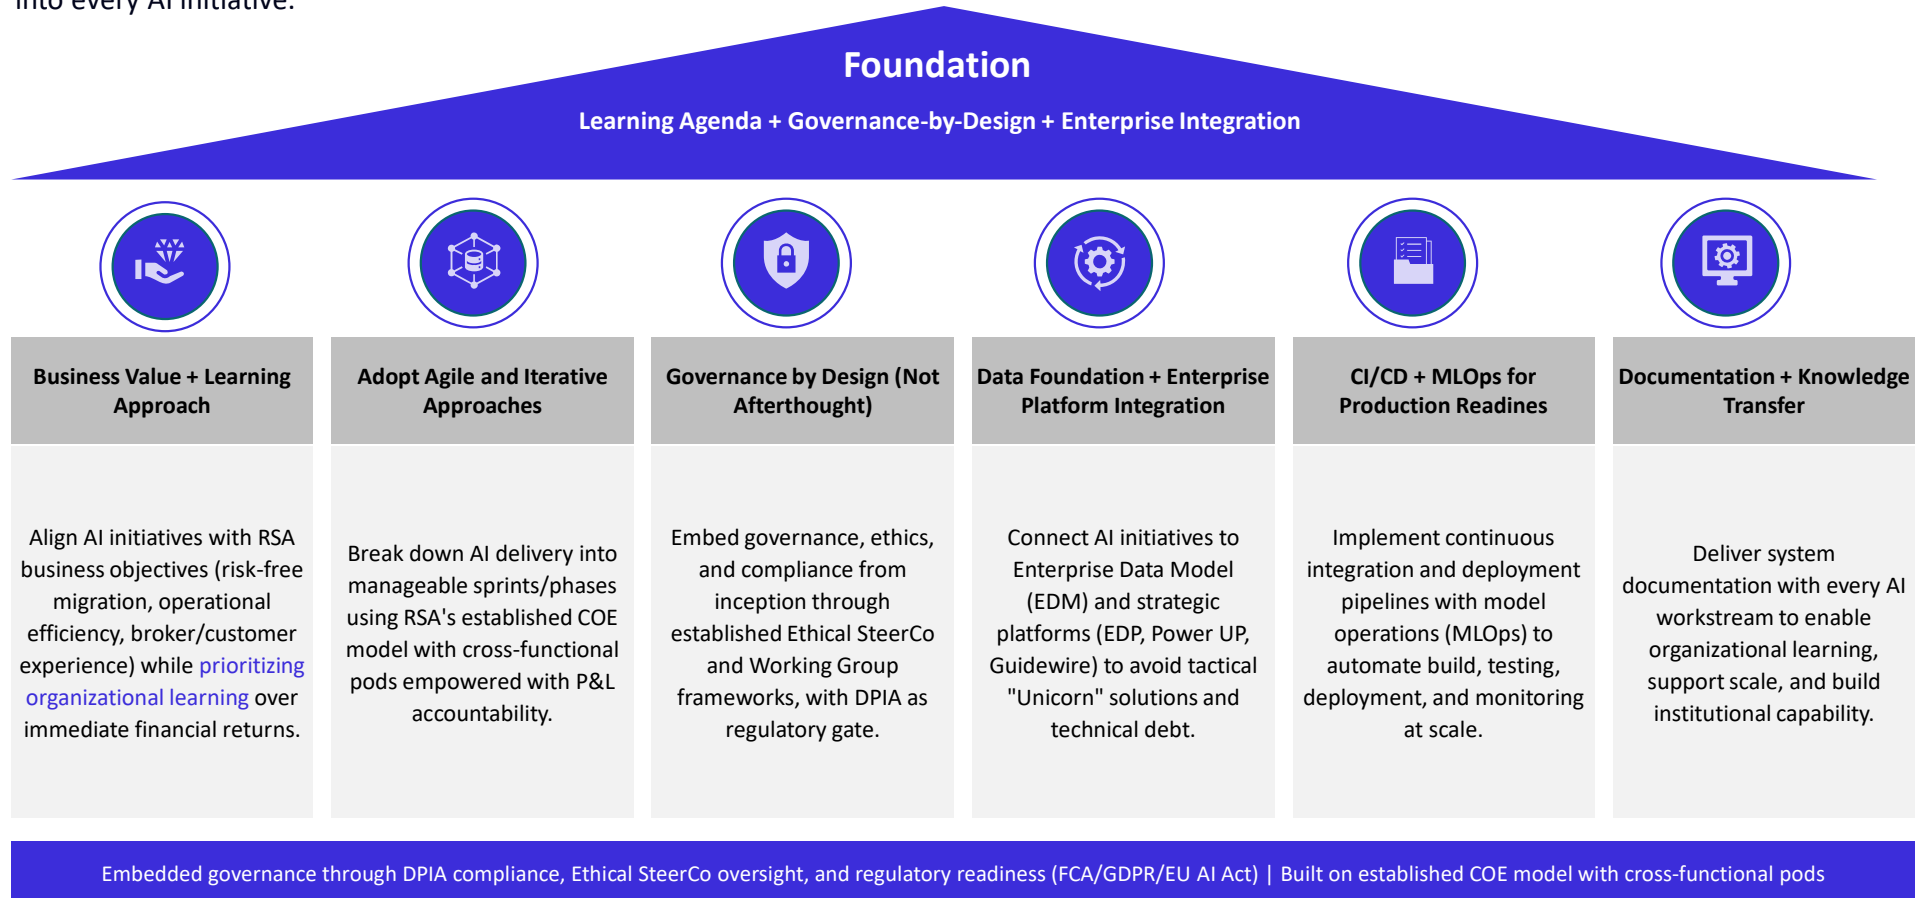 into every AI initiative.
Foundation
Learning Agenda + Governance-by-Design + Enterprise Integration
Business Value + Learning
Approach
Align AI initiatives with RSA
business objectives (risk-free
migration, operational
efficiency, broker/customer
experience) while prioritizing
organizational learning over
immediate financial returns.
Adopt Agile and Iterative
Approaches
Break down AI delivery into
manageable sprints/phases
using RSA's established COE
model with cross-functional
pods empowered with P&L
accountability.
Governance by Design (Not
Afterthought)
Embed governance, ethics,
and compliance from
inception through
established Ethical SteerCo
and Working Group
frameworks, with DPIA as
regulatory gate.
Data Foundation + Enterprise
Platform Integration
Connect AI initiatives to
Enterprise Data Model
(EDM) and strategic
platforms (EDP, Power UP,
Guidewire) to avoid tactical
"Unicorn" solutions and
technical debt.
CI/CD + MLOps for
Production Readines
Implement continuous
integration and deployment
pipelines with model
operations (MLOps) to
automate build, testing,
deployment, and monitoring
at scale.
Documentation + Knowledge
Transfer
Deliver system
documentation with every AI
workstream to enable
organizational learning,
support scale, and build
institutional capability.
Embedded governance through DPIA compliance, Ethical SteerCo oversight, and regulatory readiness (FCA/GDPR/EU AI Act) | Built on established COE model with cross-functional pods